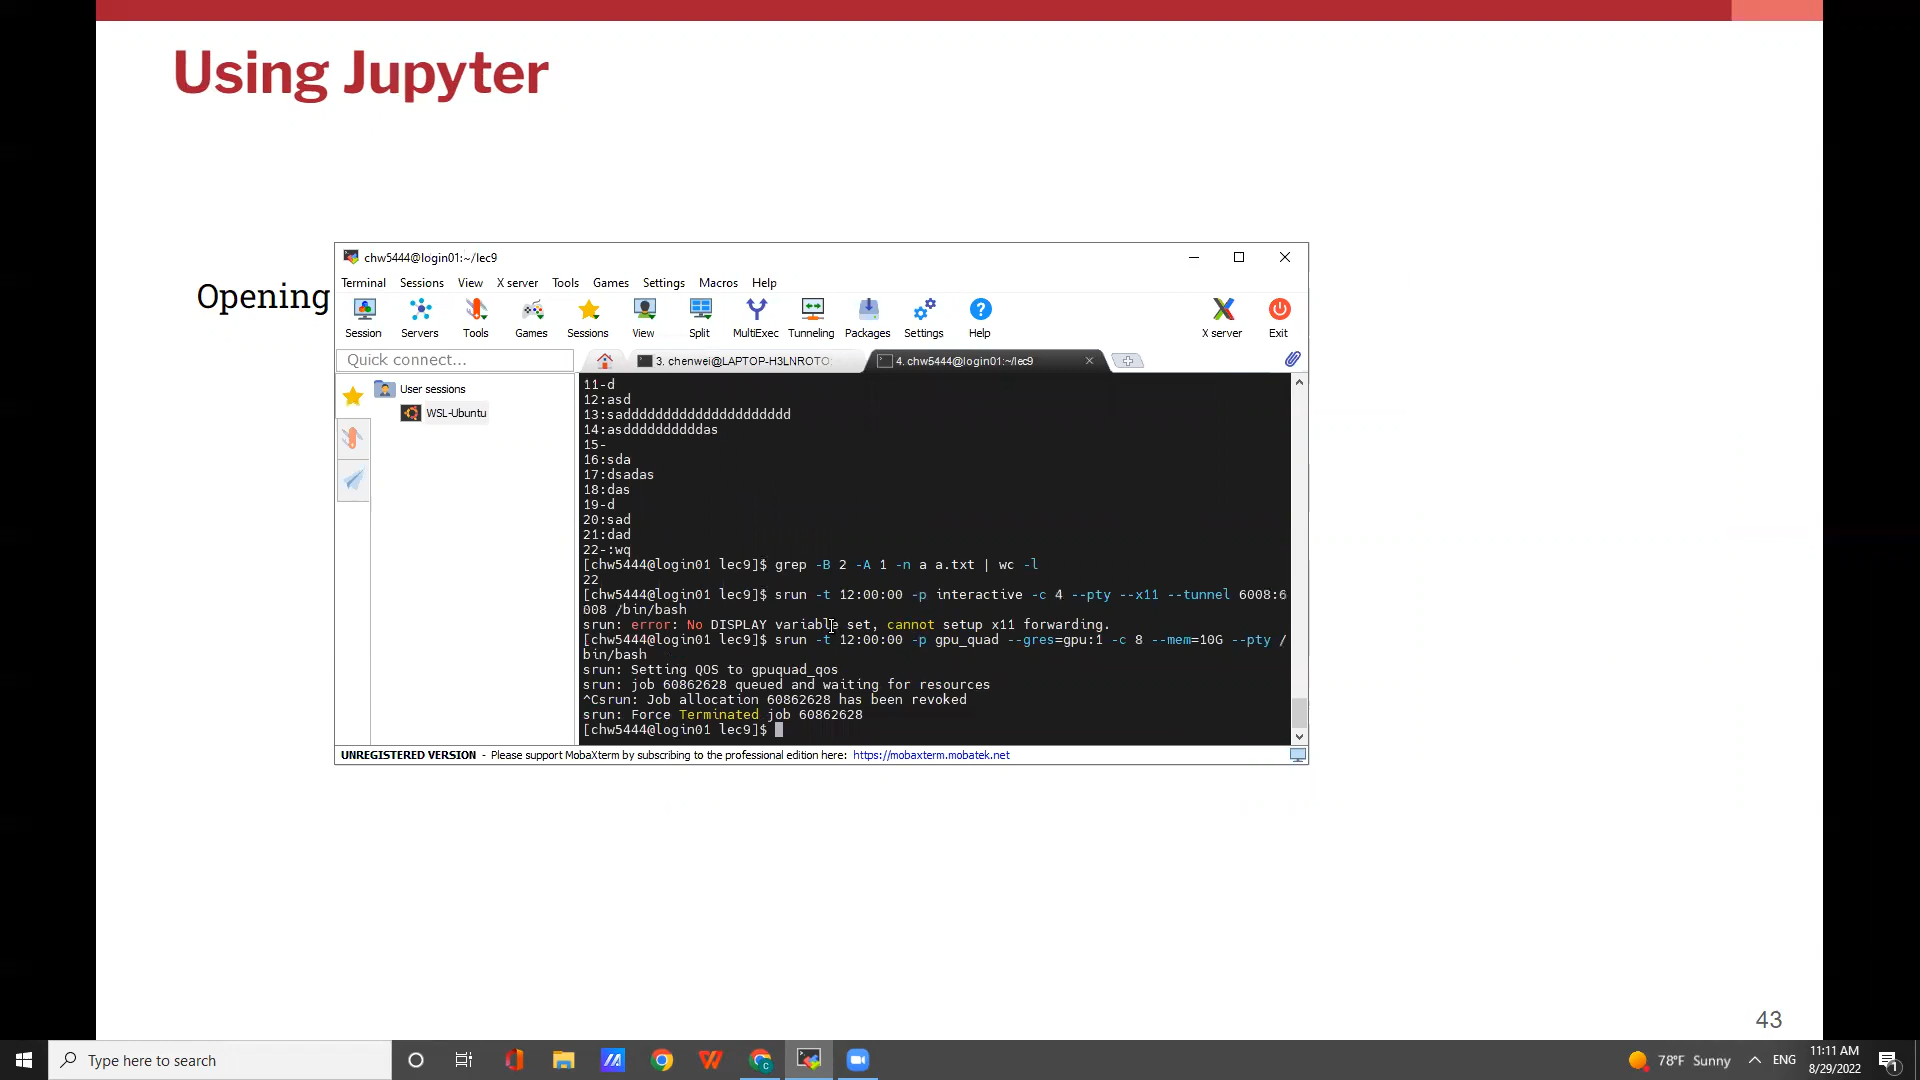 Using Jupyter
Opening
chw5444@login01:~/lec9
Terminal Sessions View X server Tools Games Settings Macros Help
Session Servers Tools Games Sessions View Split MultiExec Tunneling Packages Settings Help X server Exit
Quick connect...
3. chenwei@LAPTOP-H3LNROTO:
4. chw5444@login01:~/lec9
User sessions
WSL-Ubuntu
11-d
12:asd
13:saddddddddddddddddddddd
14:asddddddddddas
15-
16:sda
17:dsadas
18:das
19-d
20:sad
21:dad
22-:wq
[chw5444@login01 lec9]$ grep -B 2 -A 1 -n a a.txt | wc -l
22
[chw5444@login01 lec9]$ srun -t 12:00:00 -p interactive -c 4 --pty --x11 --tunnel 6008:6
008 /bin/bash
srun: error: No DISPLAY variable set, cannot setup x11 forwarding.
[chw5444@login01 lec9]$ srun -t 12:00:00 -p gpu_quad --gres=gpu:1 -c 8 --mem=10G --pty /
bin/bash
srun: Setting QOS to gpuquad_qos
srun: job 60862628 queued and waiting for resources
^Csrun: Job allocation 60862628 has been revoked
srun: Force Terminated job 60862628
[chw5444@login01 lec9]$
UNREGISTERED VERSION - Please support MobaXterm by subscribing to the professional edition here: https://mobaxterm.mobatek.net
43
Type here to search
78°F Sunny
ENG
11:11 AM
8/29/2022
1